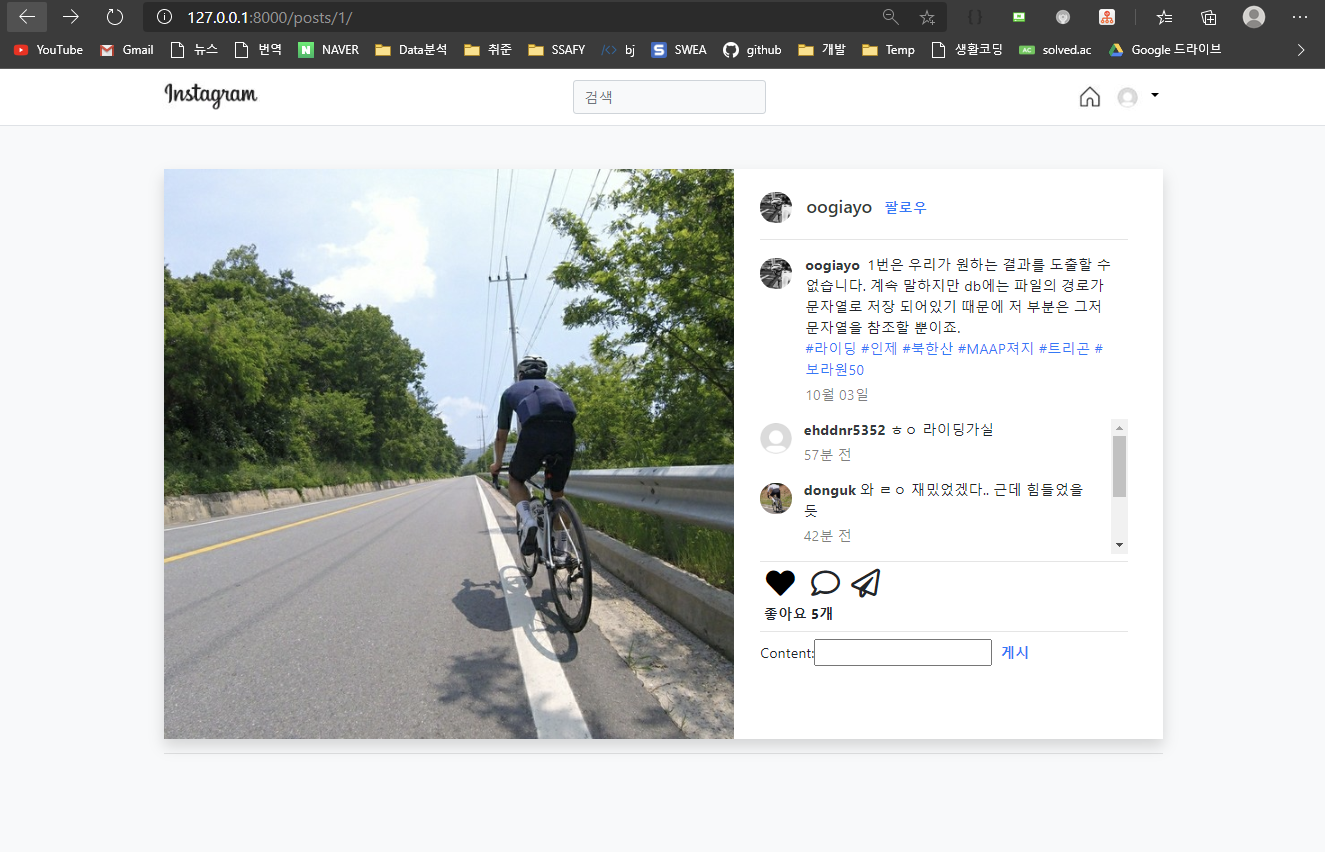 127.0.0.1:8000/posts/1/
YouTube Gmail 뉴스 번역 NAVER Data분석 취준 SSAFY bj SWEA github 개발 Temp 생활코딩 solved.ac Google 드라이브
Instagram 검색
oogiayo 팔로우
oogiayo 1번은 우리가 원하는 결과를 도출할 수
없습니다. 계속 말하지만 db에는 파일의 경로가
문자열로 저장 되어있기 때문에 저 부분은 그저
문자열을 참조할 뿐이죠.
#라이딩 #인제 #북한산 #MAAP져지 #트리곤 #
보라원50
10월 03일
ehddnr5352 ㅎㅇ 라이딩가실
57분 전
donguk 와 ㄹㅇ 재밌었겠다.. 근데 힘들었을
듯
42분 전
좋아요 5개
Content: 게시